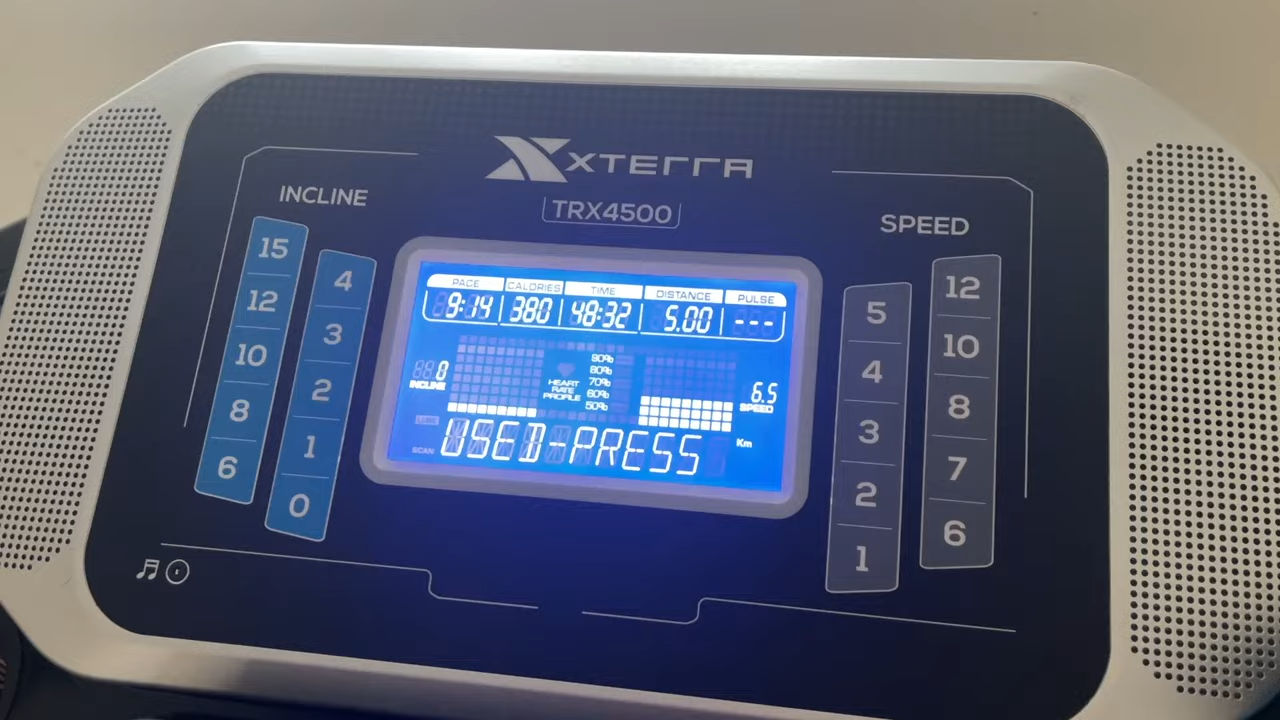 XTERRA
TRX4500
INCLINE
SPEED
15
12
10
8
6
4
3
2
1
0
PACE CALORIES TIME DISTANCE PULSE
9:14 380 48:32 5.00 ---
90%
80%
70%
60%
50%
HEART
RATE
PROFILE
0
INCLINE
6.5
SPEED
Km
SCAN
USED-PRESS
5
4
3
2
1
12
10
8
7
6